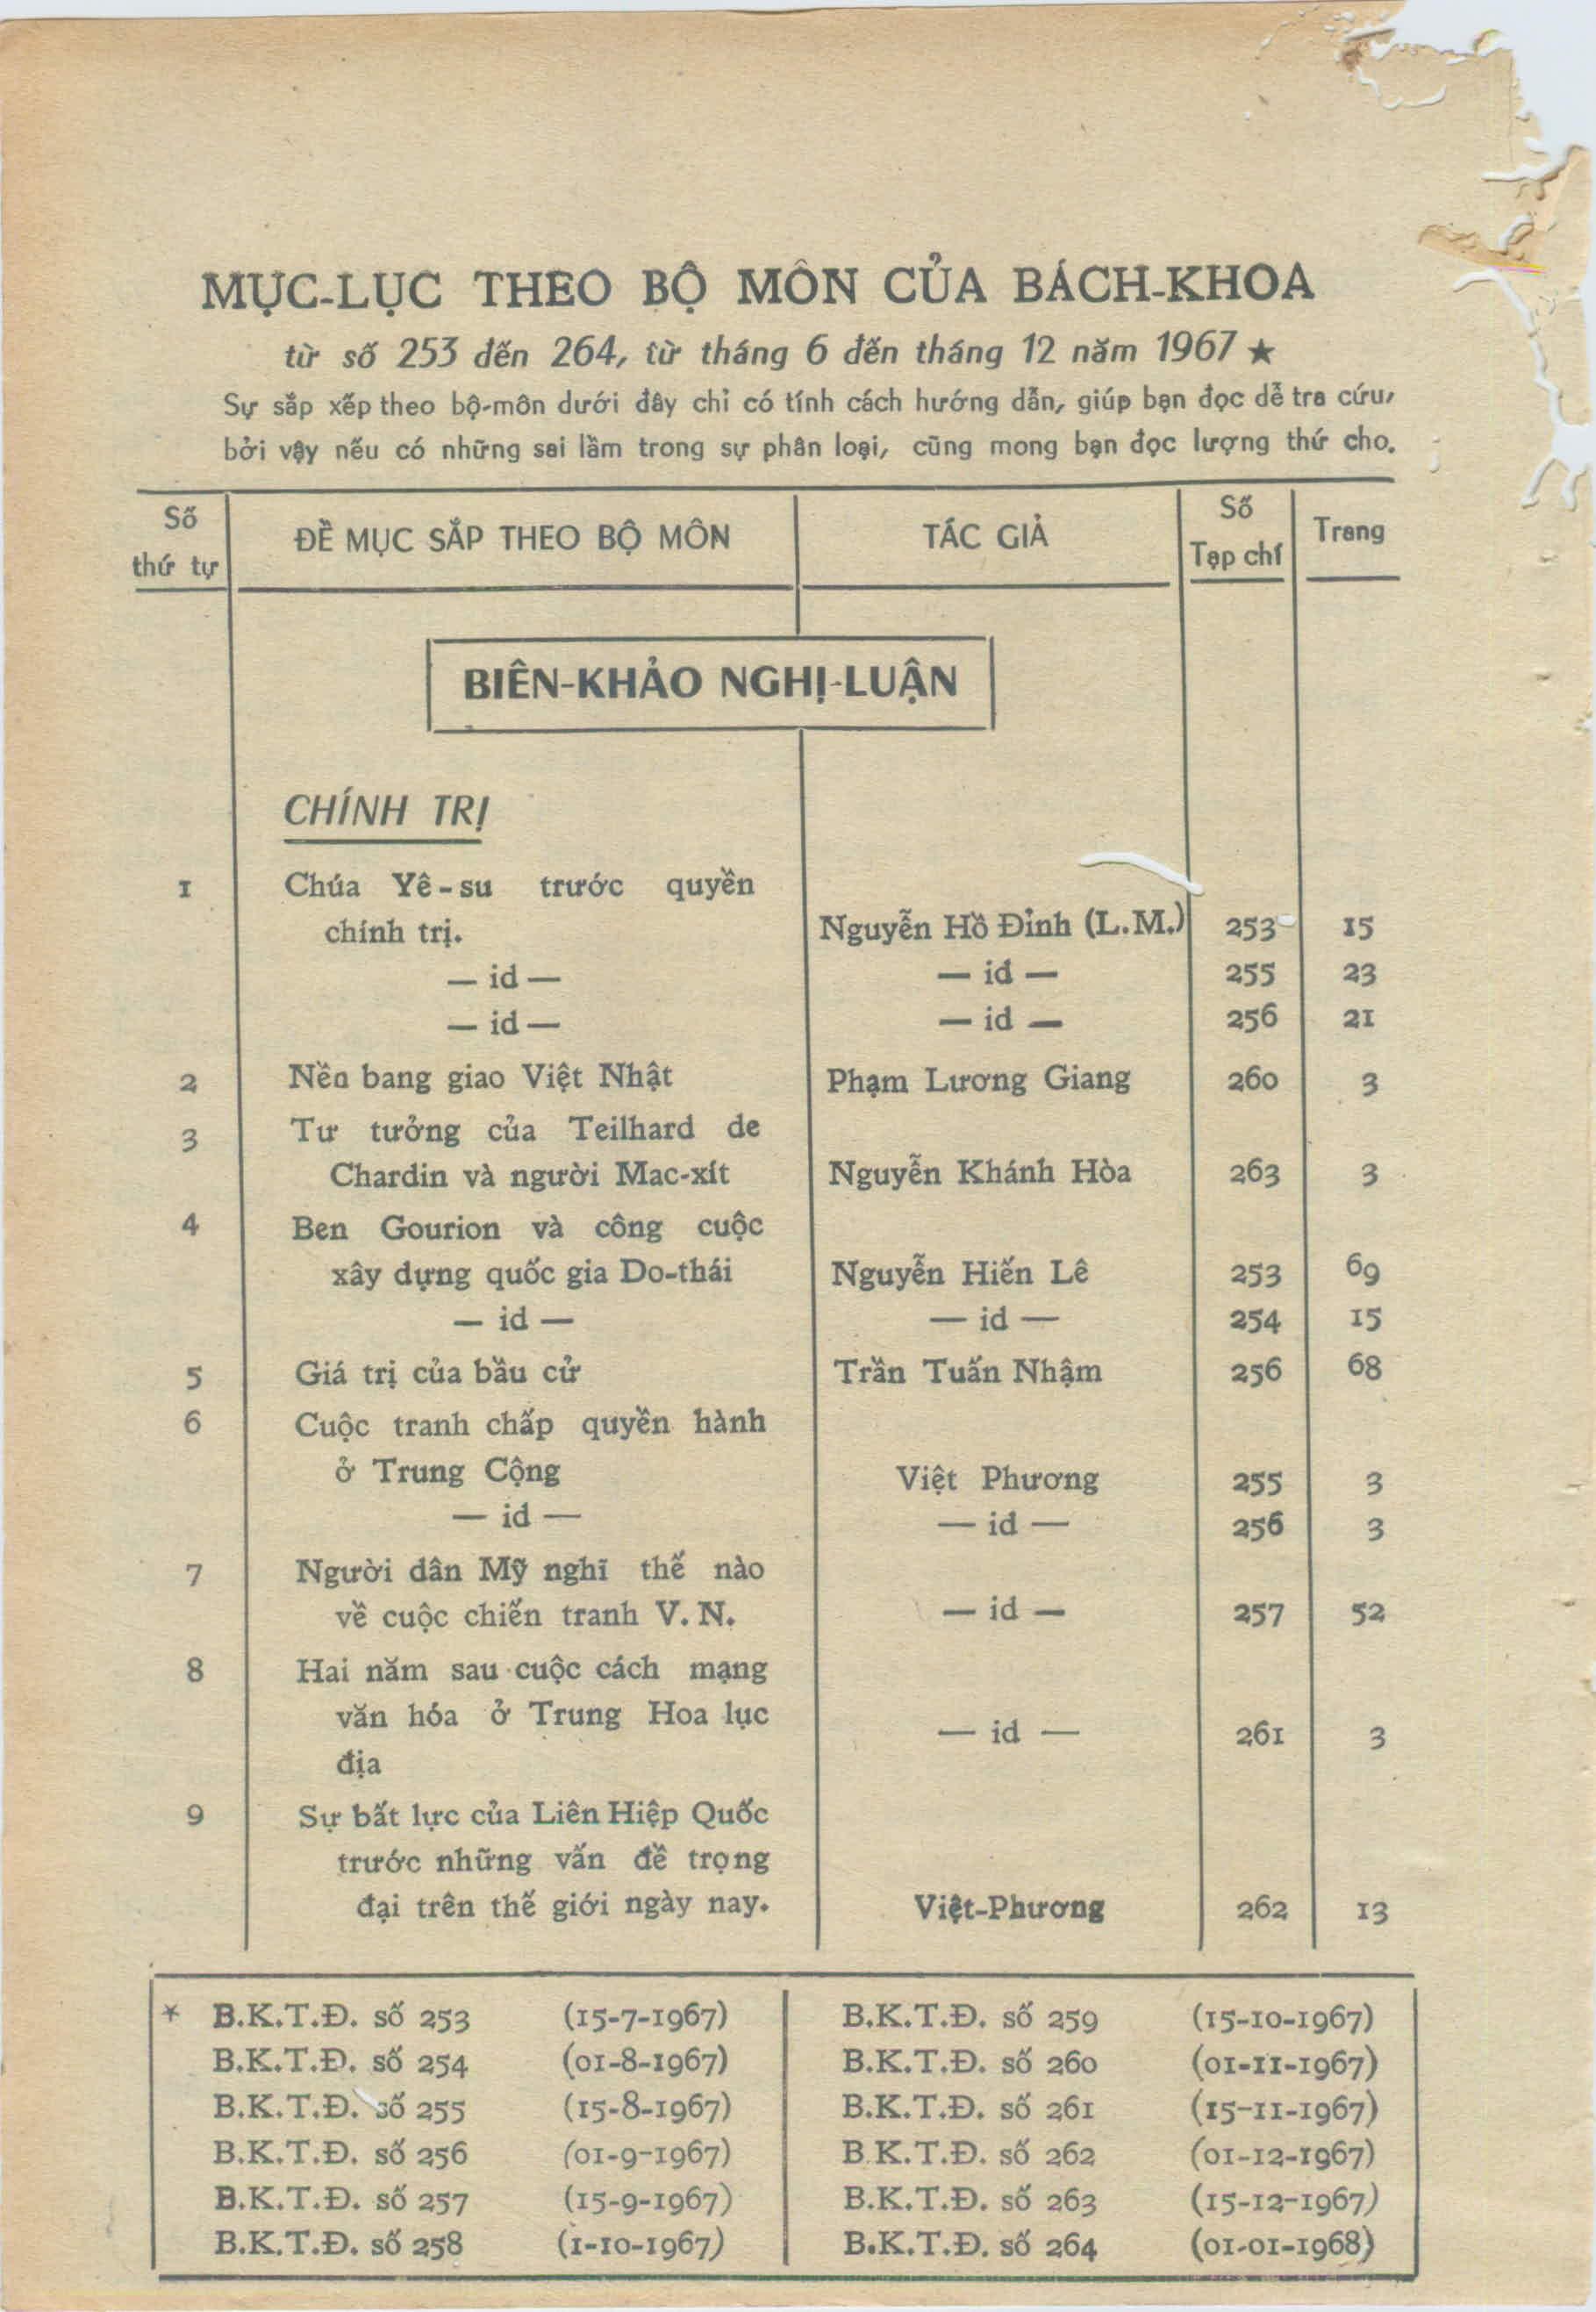 MỤC-LỤC THEO BỘ MÔN CỦA BÁCH-KHOA
từ số 253 đến 264, từ tháng 6 đến tháng 12 năm 1967 ★
Sự sắp xếp theo bộ-môn dưới đây chỉ có tính cách hướng dẫn, giúp bạn đọc dễ tra cứu,
bởi vậy nếu có những sai lầm trong sự phân loại, cũng mong bạn đọc lượng thứ cho.
Số thứ tự | ĐỀ MỤC SẮP THEO BỘ MÔN | TÁC GIẢ | Số Tạp chí | Trang
BIÊN-KHẢO NGHỊ-LUẬN
CHÍNH TRỊ
1 Chúa Yê-su trước quyền
chính trị. Nguyễn Hồ Đỉnh (L.M.) 253 15
— id — — id — 255 23
— id — — id — 256 21
2 Nền bang giao Việt Nhật Phạm Lương Giang 260 3
3 Tư tưởng của Teilhard de
Chardin và người Mac-xít Nguyễn Khánh Hòa 263 3
4 Ben Gourion và công cuộc
xây dựng quốc gia Do-thái Nguyễn Hiến Lê 253 69
— id — — id — 254 15
5 Giá trị của bầu cử Trần Tuấn Nhậm 256 68
6 Cuộc tranh chấp quyền hành
ở Trung Cộng Việt Phương 255 3
— id — — id — 256 3
7 Người dân Mỹ nghĩ thế nào
về cuộc chiến tranh V.N. — id — 257 52
8 Hai năm sau cuộc cách mạng
văn hóa ở Trung Hoa lục — id — 261 3
địa
9 Sự bất lực của Liên Hiệp Quốc
trước những vấn đề trọng
đại trên thế giới ngày nay. Việt-Phương 262 13
* B.K.T.Đ. số 253 (15-7-1967) B.K.T.Đ. số 259 (15-10-1967)
B.K.T.Đ. số 254 (01-8-1967) B.K.T.Đ. số 260 (01-11-1967)
B.K.T.Đ. số 255 (15-8-1967) B.K.T.Đ. số 261 (15-11-1967)
B.K.T.Đ. số 256 (01-9-1967) B.K.T.Đ. số 262 (01-12-1967)
B.K.T.Đ. số 257 (15-9-1967) B.K.T.Đ. số 263 (15-12-1967)
B.K.T.Đ. số 258 (1-10-1967) B.K.T.Đ. số 264 (01-01-1968)